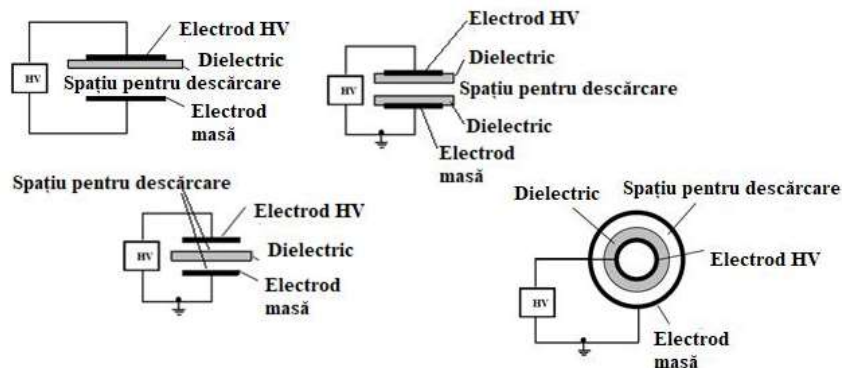 Electrod HV
HV
Dielectric
Spațiu pentru descărcare
Electrod
masă
Electrod HV
Dielectric
HV
Spațiu pentru descărcare
Dielectric
Electrod
masă
Spațiu pentru descărcare
Electrod HV
HV
Dielectric
Electrod
masă
Spațiu pentru descărcare
Dielectric
Electrod HV
HV
Electrod
masă